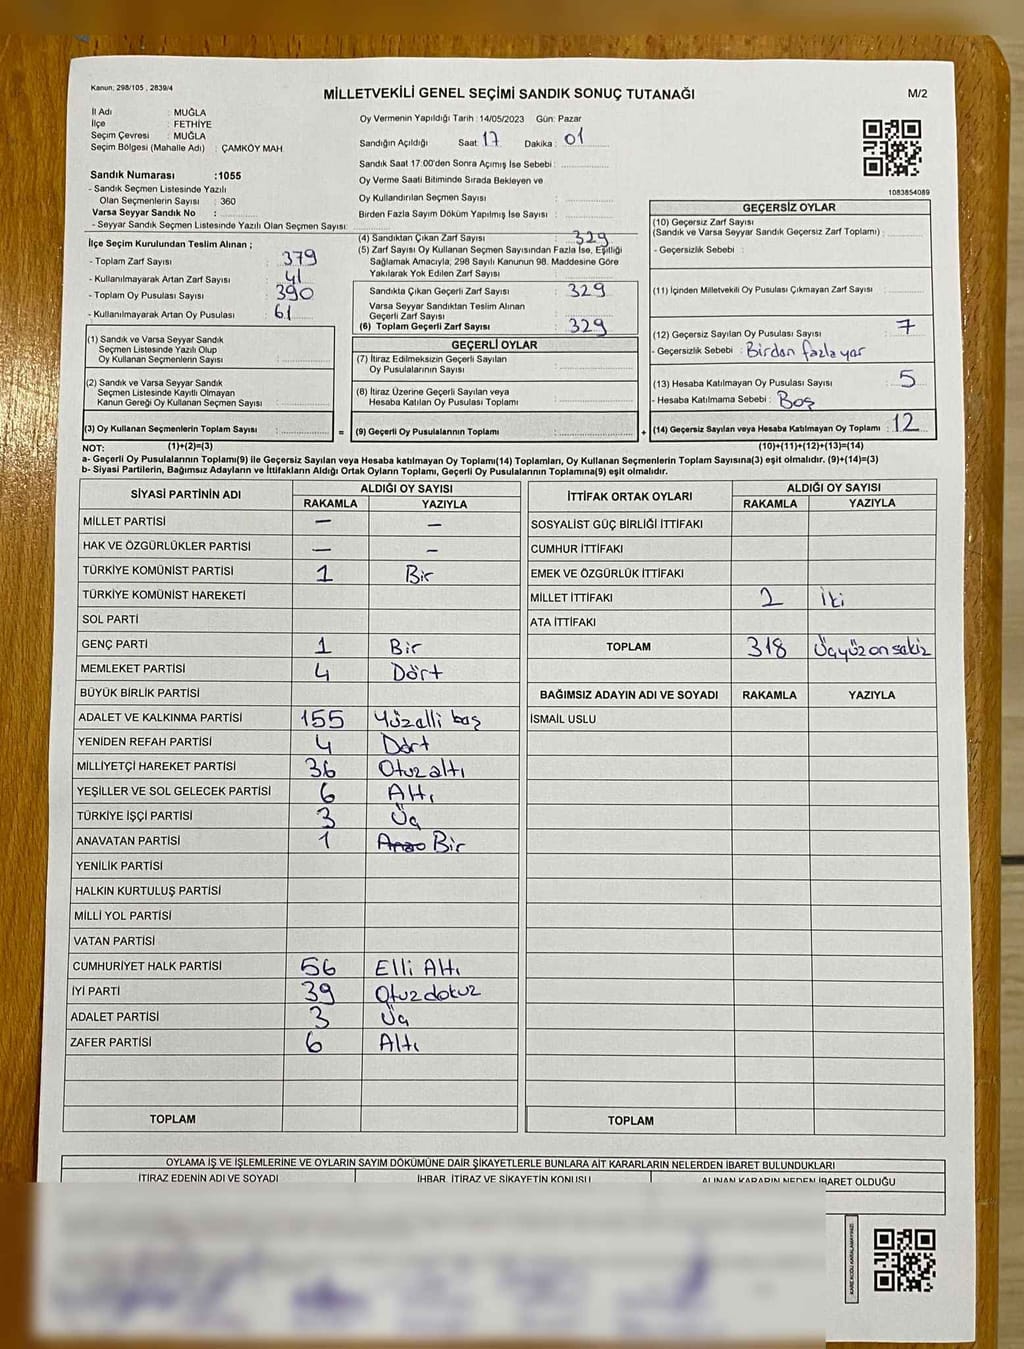 Kanun; 298/105 , 2839/4
MİLLETVEKİLİ GENEL SEÇİMİ SANDIK SONUÇ TUTANAĞI
M/2
İl Adı : MUĞLA
İlçe : FETHİYE
Seçim Çevresi : MUĞLA
Seçim Bölgesi (Mahalle Adı) : ÇAMKÖY MAH.
Sandık Numarası :1055
- Sandık Seçmen Listesinde Yazılı
Olan Seçmenlerin Sayısı : 360
Varsa Seyyar Sandık No :
- Seyyar Sandık Seçmen Listesinde Yazılı Olan Seçmen Sayısı:
İlçe Seçim Kurulundan Teslim Alınan ;
- Toplam Zarf Sayısı : 379
- Kullanılmayarak Artan Zarf Sayısı : 41
- Toplam Oy Pusulası Sayısı : 390
- Kullanılmayarak Artan Oy Pusulası : 61
(1) Sandık ve Varsa Seyyar Sandık
Seçmen Listesinde Yazılı Olup
Oy Kullanan Seçmenlerin Sayısı :
(2) Sandık ve Varsa Seyyar Sandık
Seçmen Listesinde Kayıtlı Olmayan
Kanun Gereği Oy Kullanan Seçmen Sayısı :
(3) Oy Kullanan Seçmenlerin Toplam Sayısı :
Oy Vermenin Yapıldığı Tarih : 14/05/2023 Gün: Pazar
Sandığın Açıldığı Saat: 17 Dakika : 01
Sandık Saat 17.00'den Sonra Açımış İse Sebebi :
Oy Verme Saati Bitiminde Sırada Bekleyen ve
Oy Kullandırılan Seçmen Sayısı :
Birden Fazla Sayım Döküm Yapılmış İse Sayısı :
(4) Sandıktan Çıkan Zarf Sayısı : 329
(5) Zarf Sayısı Oy Kullanan Seçmen Sayısından Fazla İse, Eşitliği
Sağlamak Amacıyla; 298 Sayılı Kanunun 98. Maddesine Göre
Yakılarak Yok Edilen Zarf Sayısı :
Sandıkta Çıkan Geçerli Zarf Sayısı : 329
Varsa Seyyar Sandıktan Teslim Alınan
Geçerli Zarf Sayısı :
(6) Toplam Geçerli Zarf Sayısı : 329
GEÇERLİ OYLAR
(7) İtiraz Edilmeksizin Geçerli Sayılan
Oy Pusulalarının Sayısı :
(8) İtiraz Üzerine Geçerli Sayılan veya
Hesaba Katılan Oy Pusulası Toplamı :
= (9) Geçerli Oy Pusulalarının Toplamı :
1083854089
GEÇERSİZ OYLAR
(10) Geçersiz Zarf Sayısı
(Sandık ve Varsa Seyyar Sandık Geçersiz Zarf Toplamı) :
- Geçersizlik Sebebi :
(11) İçinden Milletvekili Oy Pusulası Çıkmayan Zarf Sayısı :
(12) Geçersiz Sayılan Oy Pusulası Sayısı : 7
- Geçersizlik Sebebi : Birdan fazla yar
(13) Hesaba Katılmayan Oy Pusulası Sayısı : 5
- Hesaba Katılmama Sebebi : Boş
+ (14) Geçersiz Sayılan veya Hesaba Katılmayan Oy Toplamı : 12
NOT: (1)+(2)=(3) (10)+(11)+(12)+(13)=(14)
a- Geçerli Oy Pusulalarının Toplamı(9) ile Geçersiz Sayılan veya Hesaba Katılmayan Oy Toplamı(14) Toplamları, Oy Kullanan Seçmenlerin Toplam Sayısına(3) eşit olmalıdır. (9)+(14)=(3)
b- Siyasi Partilerin, Bağımsız Adayların ve İttifakların Aldığı Ortak Oyların Toplamı, Geçerli Oy Pusulalarının Toplamına(9) eşit olmalıdır.
SİYASİ PARTİNİN ADI ALDIĞI OY SAYISI
RAKAMLA YAZIYLA
MİLLET PARTİSİ – –
HAK VE ÖZGÜRLÜKLER PARTİSİ – –
TÜRKİYE KOMÜNİST PARTİSİ 1 Bir
TÜRKİYE KOMÜNİST HAREKETİ
SOL PARTİ
GENÇ PARTİ 1 Bir
MEMLEKET PARTİSİ 4 Dört
BÜYÜK BİRLİK PARTİSİ
ADALET VE KALKINMA PARTİSİ 155 Yüzalli baş
YENİDEN REFAH PARTİSİ 4 Dört
MİLLİYETÇİ HAREKET PARTİSİ 36 Otuz altı
YEŞİLLER VE SOL GELECEK PARTİSİ 6 Altı
TÜRKİYE İŞÇİ PARTİSİ 3 Üç
ANAVATAN PARTİSİ 1 Bir
YENİLİK PARTİSİ
HALKIN KURTULUŞ PARTİSİ
MİLLİ YOL PARTİSİ
VATAN PARTİSİ
CUMHURİYET HALK PARTİSİ 56 Elli Altı
İYİ PARTİ 39 Otuz dokuz
ADALET PARTİSİ 3 Üç
ZAFER PARTİSİ 6 Altı
TOPLAM
İTTİFAK ORTAK OYLARI ALDIĞI OY SAYISI
RAKAMLA YAZIYLA
SOSYALİST GÜÇ BİRLİĞİ İTTİFAKI
CUMHUR İTTİFAKI
EMEK VE ÖZGÜRLÜK İTTİFAKI
MİLLET İTTİFAKI 2 İki
ATA İTTİFAKI
TOPLAM 318 Üçyüz on sekiz
BAĞIMSIZ ADAYIN ADI VE SOYADI RAKAMLA YAZIYLA
İSMAİL USLU
TOPLAM
OYLAMA İŞ VE İŞLEMLERİNE VE OYLARIN SAYIM DÖKÜMÜNE DAİR ŞİKAYETLERLE BUNLARA AİT KARARLARIN NELERDEN İBARET BULUNDUKLARI
İTİRAZ EDENİN ADI VE SOYADI İHBAR, İTİRAZ VE ŞİKAYETİN KONUSU ALINAN KARARIN NEDEN İBARET OLDUĞU
KARE KODU KARALAMAYINIZ!